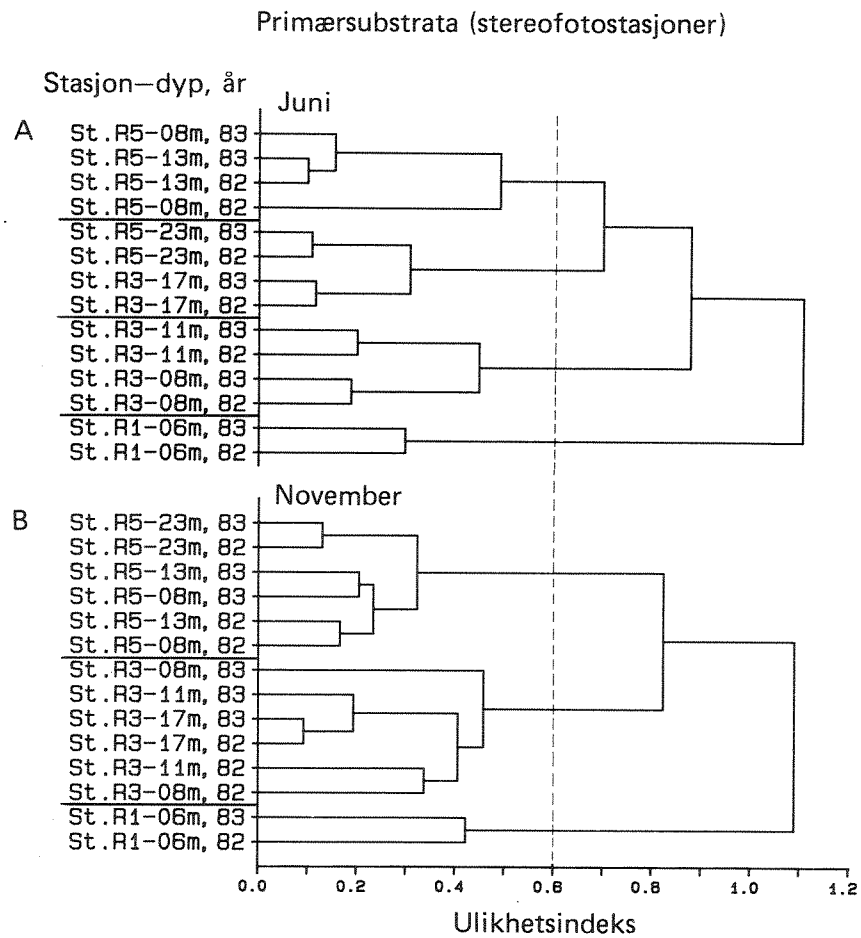 Primærsubstrata (stereofotostasjoner)
Stasjon—dyp, år
Juni
A
St.R5-08m, 83
St.R5-13m, 83
St.R5-13m, 82
St.R5-08m, 82
St.R5-23m, 83
St.R5-23m, 82
St.R3-17m, 83
St.R3-17m, 82
St.R3-11m, 83
St.R3-11m, 82
St.R3-08m, 83
St.R3-08m, 82
St.R1-06m, 83
St.R1-06m, 82
November
B
St.R5-23m, 83
St.R5-23m, 82
St.R5-13m, 83
St.R5-08m, 83
St.R5-13m, 82
St.R5-08m, 82
St.R3-08m, 83
St.R3-11m, 83
St.R3-17m, 83
St.R3-17m, 82
St.R3-11m, 82
St.R3-08m, 82
St.R1-06m, 83
St.R1-06m, 82
0.0 0.2 0.4 0.6 0.8 1.0 1.2
Ulikhetsindeks